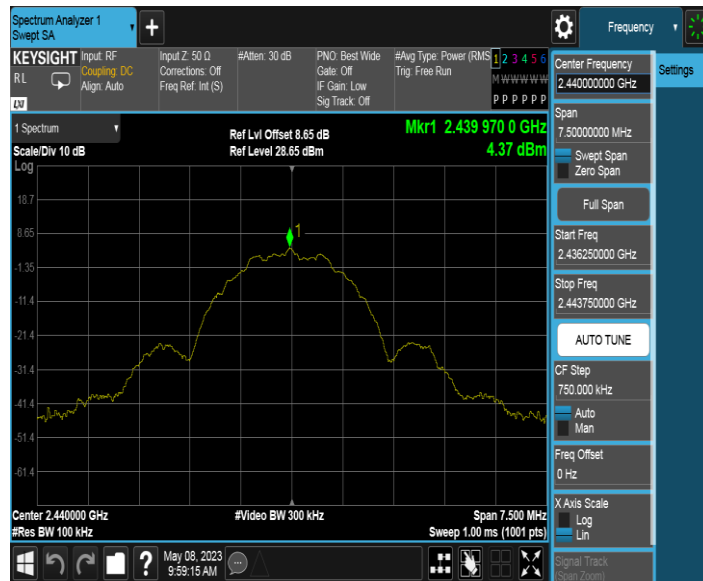 Spectrum Analyzer 1
Swept SA
Frequency
KEYSIGHT
RL
LXI
Input: RF
Coupling: DC
Align: Auto
Input Z: 50 Ω
Corrections: Off
Freq Ref: Int (S)
#Atten: 30 dB
PNO: Best Wide
Gate: Off
IF Gain: Low
Sig Track: Off
#Avg Type: Power (RMS
Trig: Free Run
1 2 3 4 5 6
M W W W W W
P P P P P P
1 Spectrum
Scale/Div 10 dB
Log
Ref Lvl Offset 8.65 dB
Ref Level 28.65 dBm
Mkr1 2.439 970 0 GHz
4.37 dBm
1
18.7
8.65
-1.35
-11.4
-21.4
-31.4
-41.4
-51.4
-61.4
Center 2.440000 GHz
#Res BW 100 kHz
#Video BW 300 kHz
Span 7.500 MHz
Sweep 1.00 ms (1001 pts)
?
May 08, 2023
9:59:15 AM
Center Frequency
2.440000000 GHz
Settings
Span
7.50000000 MHz
Swept Span
Zero Span
Full Span
Start Freq
2.436250000 GHz
Stop Freq
2.443750000 GHz
AUTO TUNE
CF Step
750.000 kHz
Auto
Man
Freq Offset
0 Hz
X Axis Scale
Log
Lin
Signal Track
(Span Zoom)